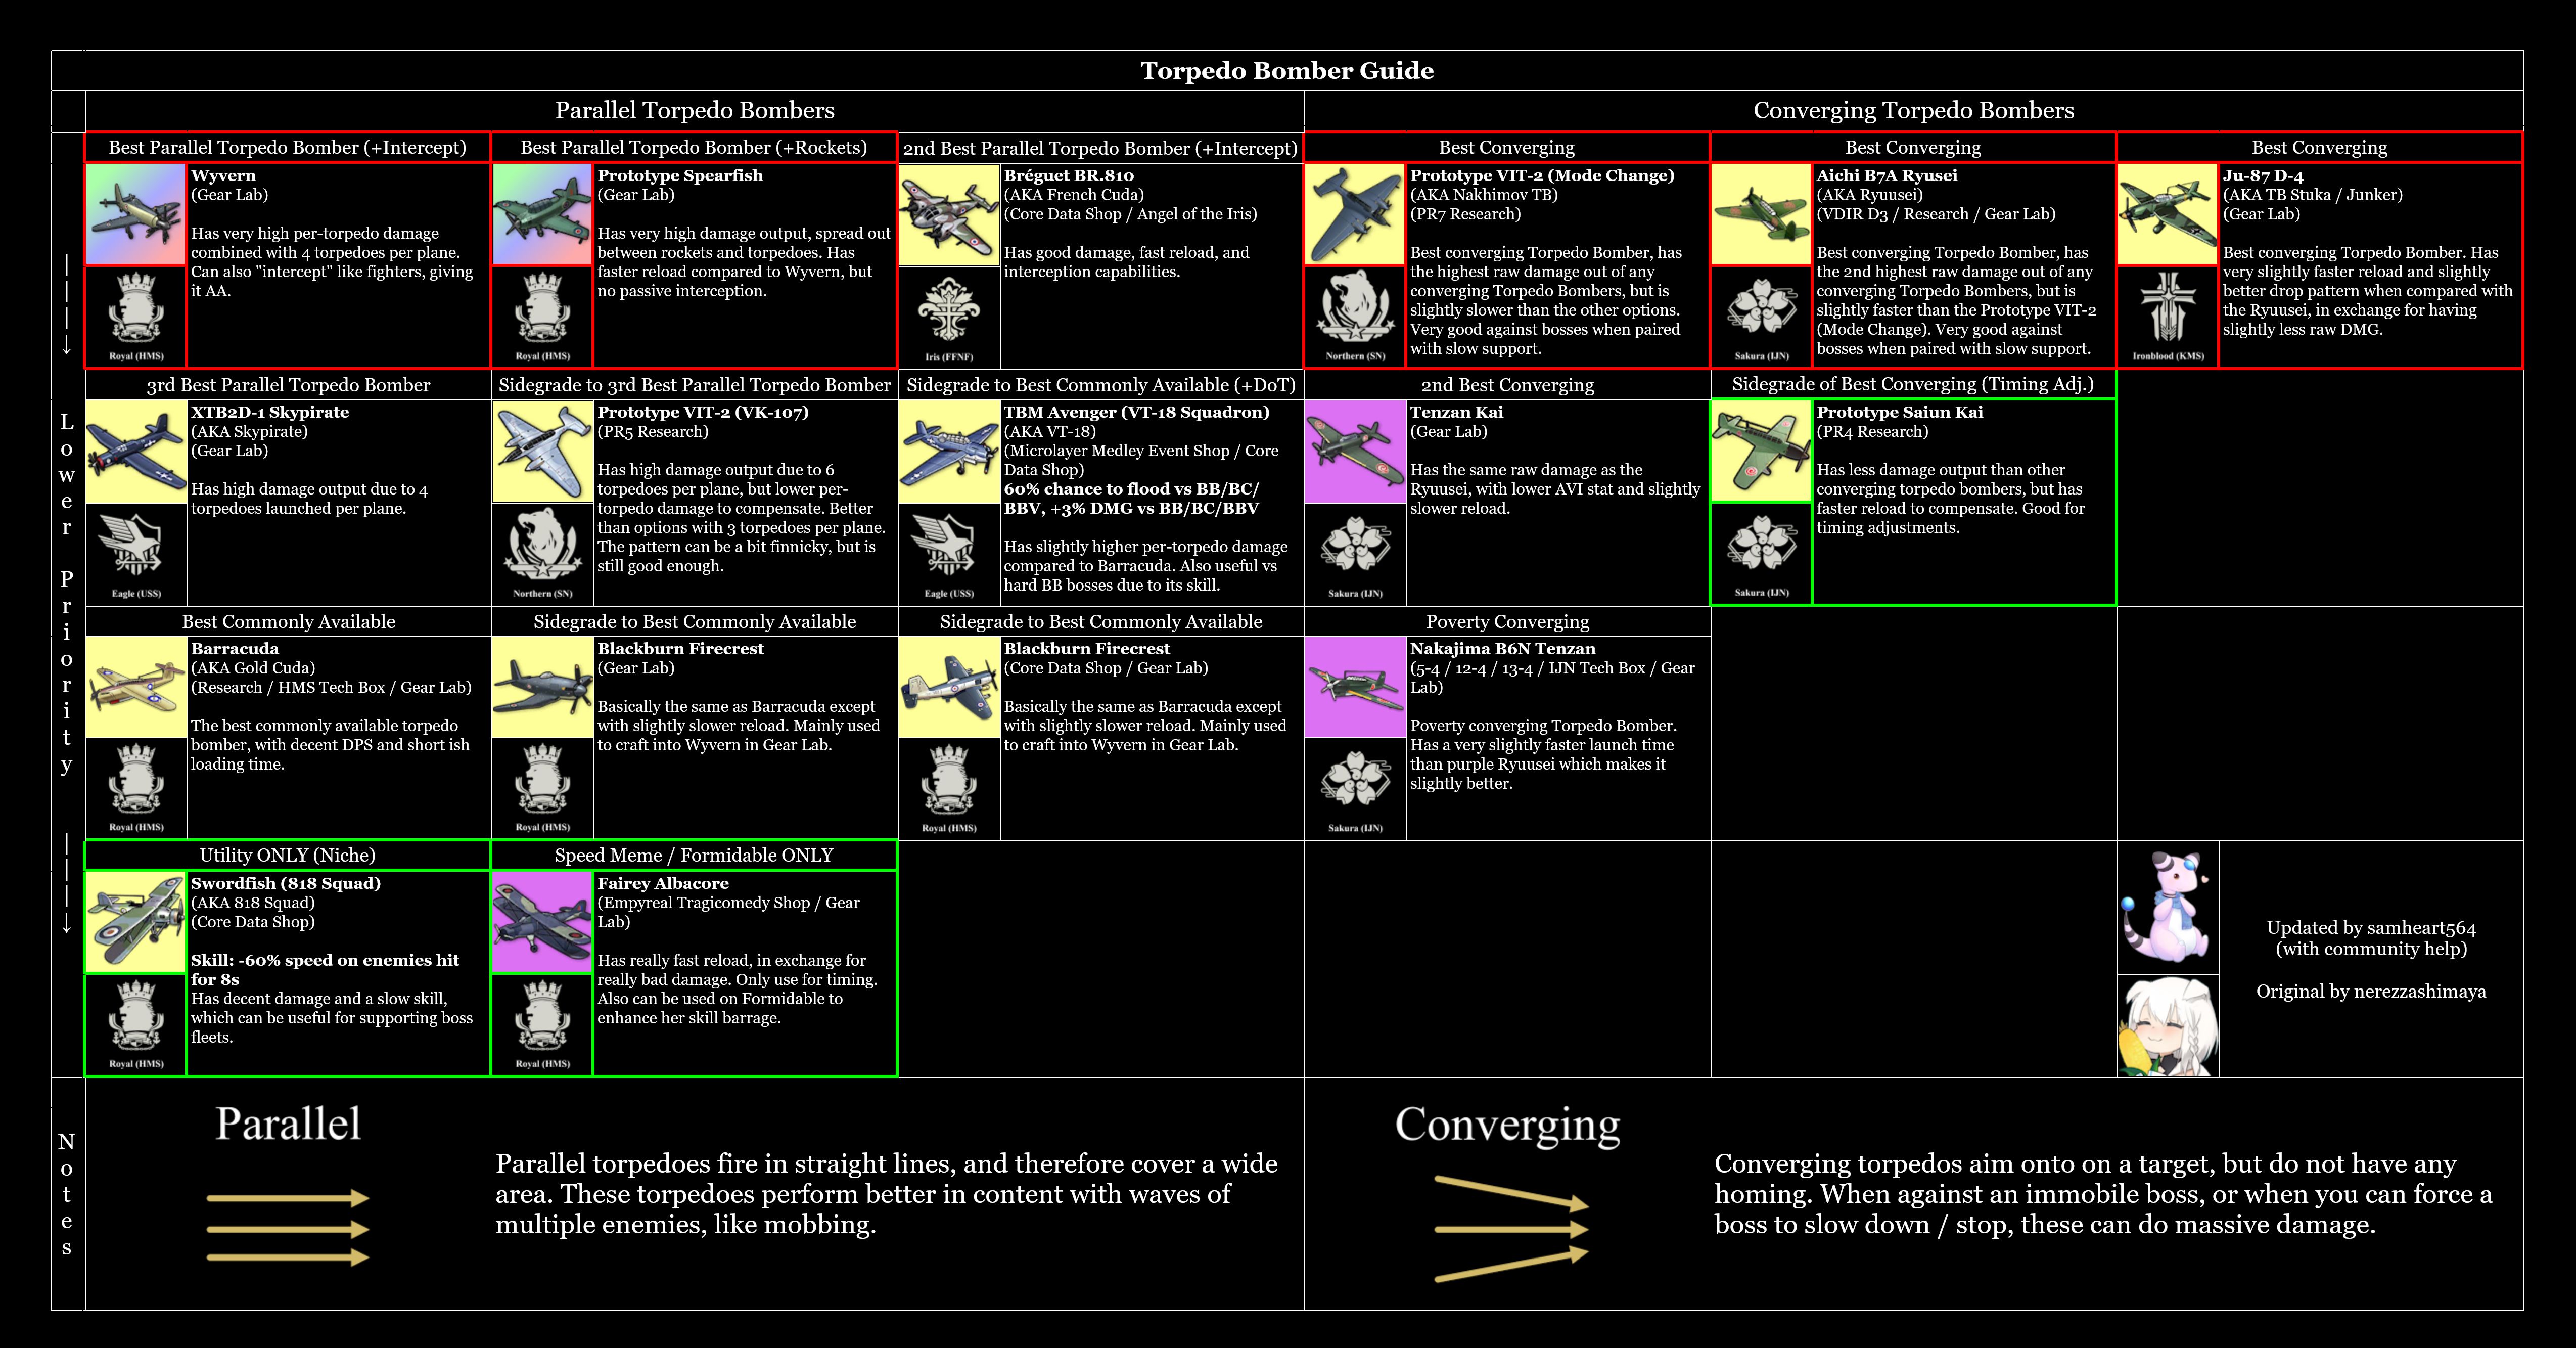 Torpedo Bomber Guide
Parallel Torpedo Bombers
Converging Torpedo Bombers
Lower Priority
Best Parallel Torpedo Bomber (+Intercept)
Wyvern
(Gear Lab)
Has very high per-torpedo damage
combined with 4 torpedoes per plane.
Can also "intercept" like fighters, giving
it AA.
Royal (HMS)
Best Parallel Torpedo Bomber (+Rockets)
Prototype Spearfish
(Gear Lab)
Has very high damage output, spread out
between rockets and torpedoes. Has
faster reload compared to Wyvern, but
no passive interception.
Royal (HMS)
2nd Best Parallel Torpedo Bomber (+Intercept)
Bréguet BR.810
(AKA French Cuda)
(Core Data Shop / Angel of the Iris)
Has good damage, fast reload, and
interception capabilities.
Iris (FFNF)
Best Converging
Prototype VIT-2 (Mode Change)
(AKA Nakhimov TB)
(PR7 Research)
Best converging Torpedo Bomber, has
the highest raw damage out of any
converging Torpedo Bombers, but is
slightly slower than the other options.
Very good against bosses when paired
with slow support.
Northern (SN)
Best Converging
Aichi B7A Ryusei
(AKA Ryuusei)
(VDIR D3 / Research / Gear Lab)
Best converging Torpedo Bomber, has
the 2nd highest raw damage out of any
converging Torpedo Bombers, but is
slightly faster than the Prototype VIT-2
(Mode Change). Very good against
bosses when paired with slow support.
Sakura (IJN)
Best Converging
Ju-87 D-4
(AKA TB Stuka / Junker)
(Gear Lab)
Best converging Torpedo Bomber. Has
very slightly faster reload and slightly
better drop pattern when compared with
the Ryuusei, in exchange for having
slightly less raw DMG.
Ironblood (KMS)
3rd Best Parallel Torpedo Bomber
XTB2D-1 Skypirate
(AKA Skypirate)
(Gear Lab)
Has high damage output due to 4
torpedoes launched per plane.
Eagle (USS)
Sidegrade to 3rd Best Parallel Torpedo Bomber
Prototype VIT-2 (VK-107)
(PR5 Research)
Has high damage output due to 6
torpedoes per plane, but lower per-
torpedo damage to compensate. Better
than options with 3 torpedoes per plane.
The pattern can be a bit finnicky, but is
still good enough.
Northern (SN)
Sidegrade to Best Commonly Available (+DoT)
TBM Avenger (VT-18 Squadron)
(AKA VT-18)
(Microlayer Medley Event Shop / Core
Data Shop)
60% chance to flood vs BB/BC/
BBV, +3% DMG vs BB/BC/BBV
Has slightly higher per-torpedo damage
compared to Barracuda. Also useful vs
hard BB bosses due to its skill.
Eagle (USS)
2nd Best Converging
Tenzan Kai
(Gear Lab)
Has the same raw damage as the
Ryuusei, with lower AVI stat and slightly
slower reload.
Sakura (IJN)
Sidegrade of Best Converging (Timing Adj.)
Prototype Saiun Kai
(PR4 Research)
Has less damage output than other
converging torpedo bombers, but has
faster reload to compensate. Good for
timing adjustments.
Sakura (IJN)
Best Commonly Available
Barracuda
(AKA Gold Cuda)
(Research / HMS Tech Box / Gear Lab)
The best commonly available torpedo
bomber, with decent DPS and short ish
loading time.
Royal (HMS)
Sidegrade to Best Commonly Available
Blackburn Firecrest
(Gear Lab)
Basically the same as Barracuda except
with slightly slower reload. Mainly used
to craft into Wyvern in Gear Lab.
Royal (HMS)
Sidegrade to Best Commonly Available
Blackburn Firecrest
(Core Data Shop / Gear Lab)
Basically the same as Barracuda except
with slightly slower reload. Mainly used
to craft into Wyvern in Gear Lab.
Royal (HMS)
Poverty Converging
Nakajima B6N Tenzan
(5-4 / 12-4 / 13-4 / IJN Tech Box / Gear
Lab)
Poverty converging Torpedo Bomber.
Has a very slightly faster launch time
than purple Ryuusei which makes it
slightly better.
Sakura (IJN)
Utility ONLY (Niche)
Swordfish (818 Squad)
(AKA 818 Squad)
(Core Data Shop)
Skill: -60% speed on enemies hit
for 8s
Has decent damage and a slow skill,
which can be useful for supporting boss
fleets.
Royal (HMS)
Speed Meme / Formidable ONLY
Fairey Albacore
(Empyreal Tragicomedy Shop / Gear
Lab)
Has really fast reload, in exchange for
really bad damage. Only use for timing.
Also can be used on Formidable to
enhance her skill barrage.
Royal (HMS)
Updated by samheart564
(with community help)
Original by nerezzashimaya
Notes
Parallel
Parallel torpedoes fire in straight lines, and therefore cover a wide
area. These torpedoes perform better in content with waves of
multiple enemies, like mobbing.
Converging
Converging torpedos aim onto on a target, but do not have any
homing. When against an immobile boss, or when you can force a
boss to slow down / stop, these can do massive damage.